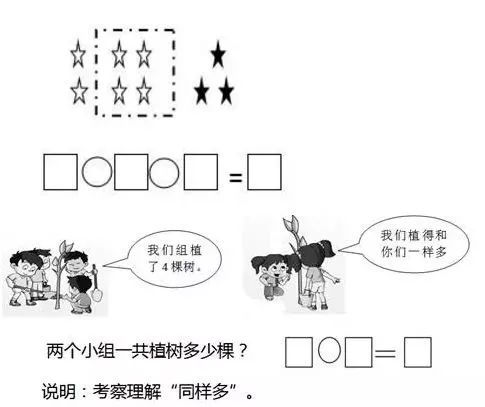 =
我们组植
了4棵树。
我们植得和
你们一样多
两个小组一共植树多少棵？
=
说明：考察理解“同样多”。